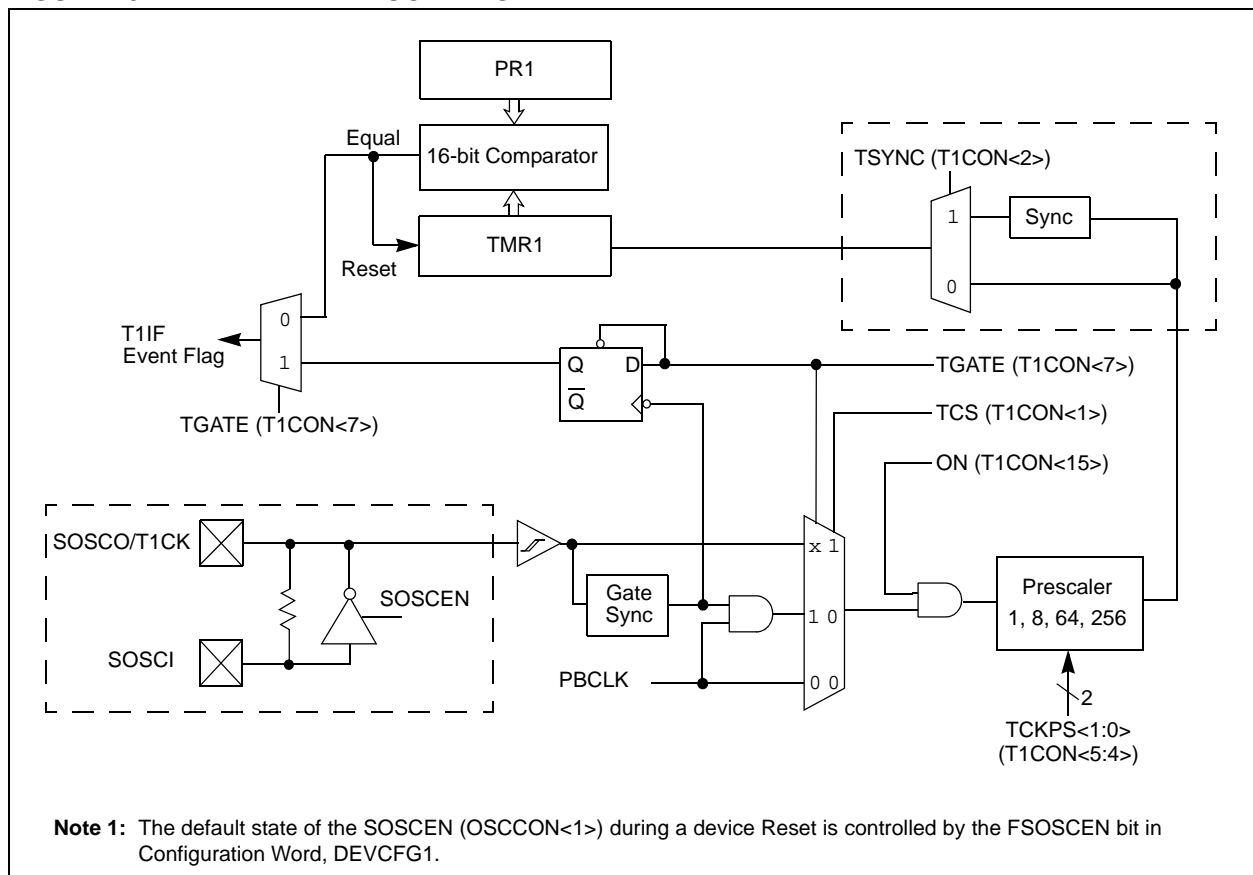 PR1
Equal
16-bit Comparator
TSYNC (T1CON<2>)
1
Sync
TMR1
Reset
0
0
T1IF
Event Flag
1
Q
D
TGATE (T1CON<7>)
Q
TCS (T1CON<1>)
TGATE (T1CON<7>)
ON (T1CON<15>)
SOSCO/T1CK
x 1
Prescaler
1, 8, 64, 256
Gate
Sync
SOSCEN
1 0
SOSCI
PBCLK
0 0
2
TCKPS<1:0>
(T1CON<5:4>)
Note 1: The default state of the SOSCEN (OSCCON<1>) during a device Reset is controlled by the FSOSCEN bit in
Configuration Word, DEVCFG1.